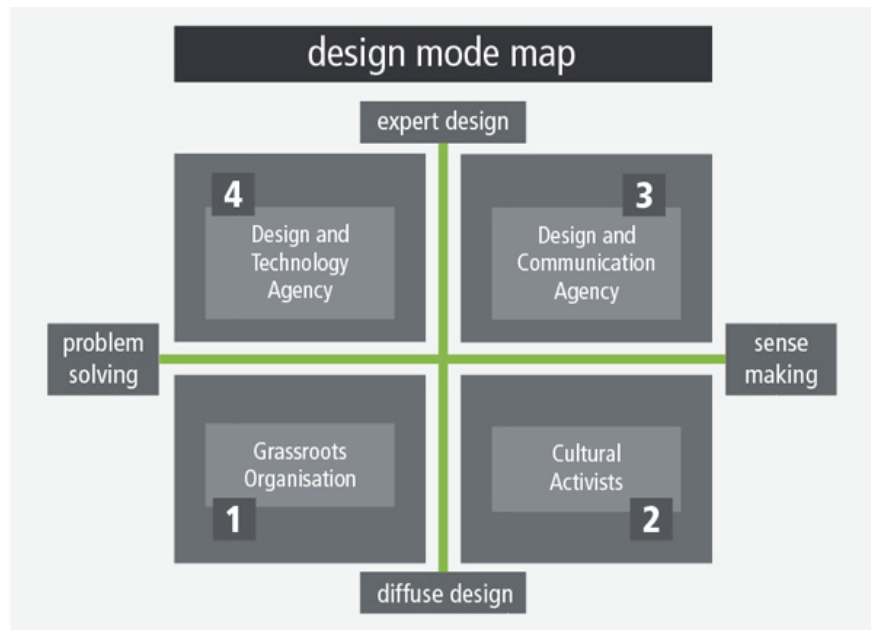 design mode map
expert design
4
Design and
Technology
Agency
3
Design and
Communication
Agency
problem
solving
sense
making
Grassroots
Organisation
1
Cultural
Activists
2
diffuse design